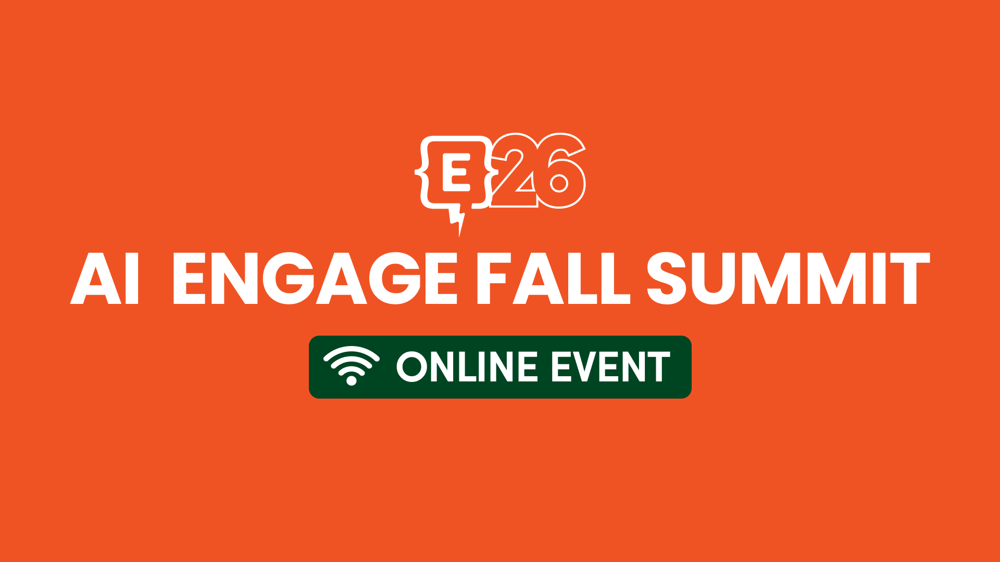 E26
AI ENGAGE FALL SUMMIT
ONLINE EVENT